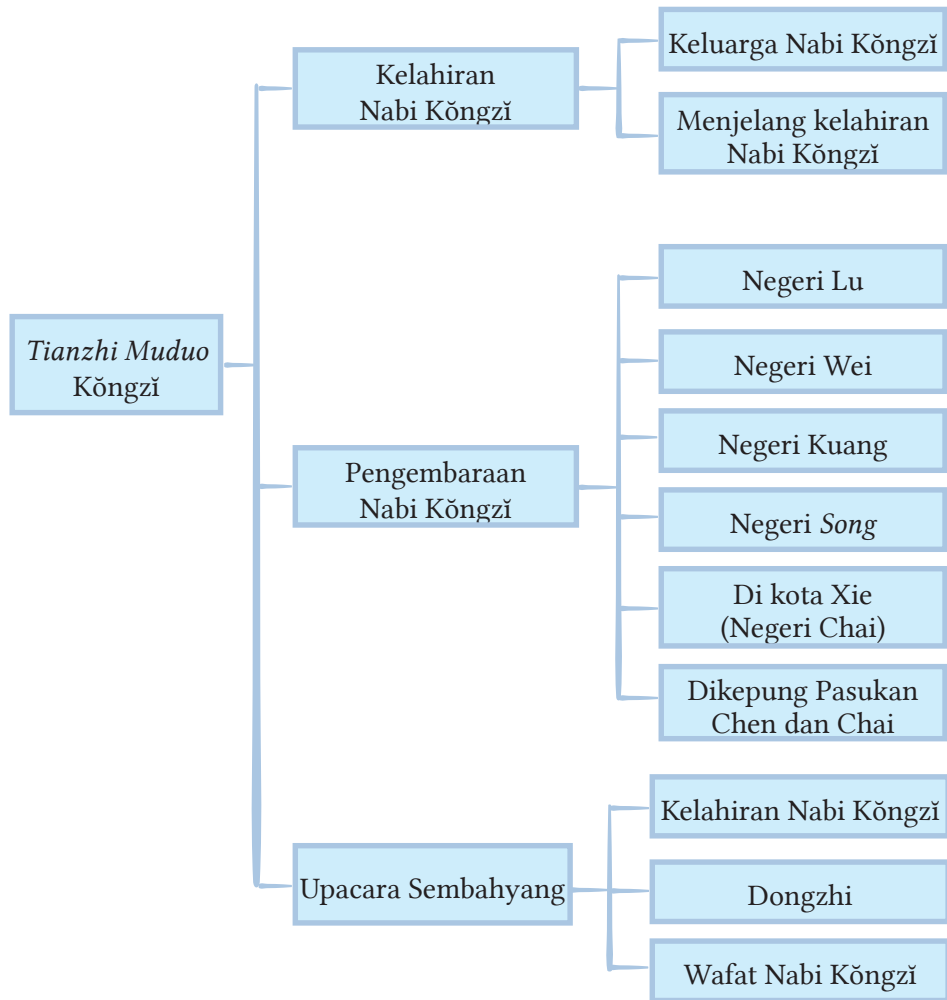 Tianzhi Muduo
Kŏngzĭ
Kelahiran
Nabi Kŏngzĭ
Keluarga Nabi Kŏngzĭ
Menjelang kelahiran
Nabi Kŏngzĭ
Pengembaraan
Nabi Kŏngzĭ
Negeri Lu
Negeri Wei
Negeri Kuang
Negeri Song
Di kota Xie
(Negeri Chai)
Dikepung Pasukan
Chen dan Chai
Upacara Sembahyang
Kelahiran Nabi Kŏngzĭ
Dongzhi
Wafat Nabi Kŏngzĭ